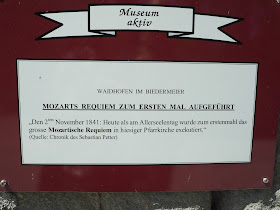 Museum
aktiv
WAIDHOFEN IM BIEDERMEIER
MOZARTS REQUIEM ZUM ERSTEN MAL AUFGEFÜHRT
„Den 2ten November 1841: Heute als am Allerseelentag wurde zum erstenmahl das
grosse Mozartische Requiem in hiesiger Pfarrkirche exekutiert.“
(Quelle: Chronik des Sebastian Petter)